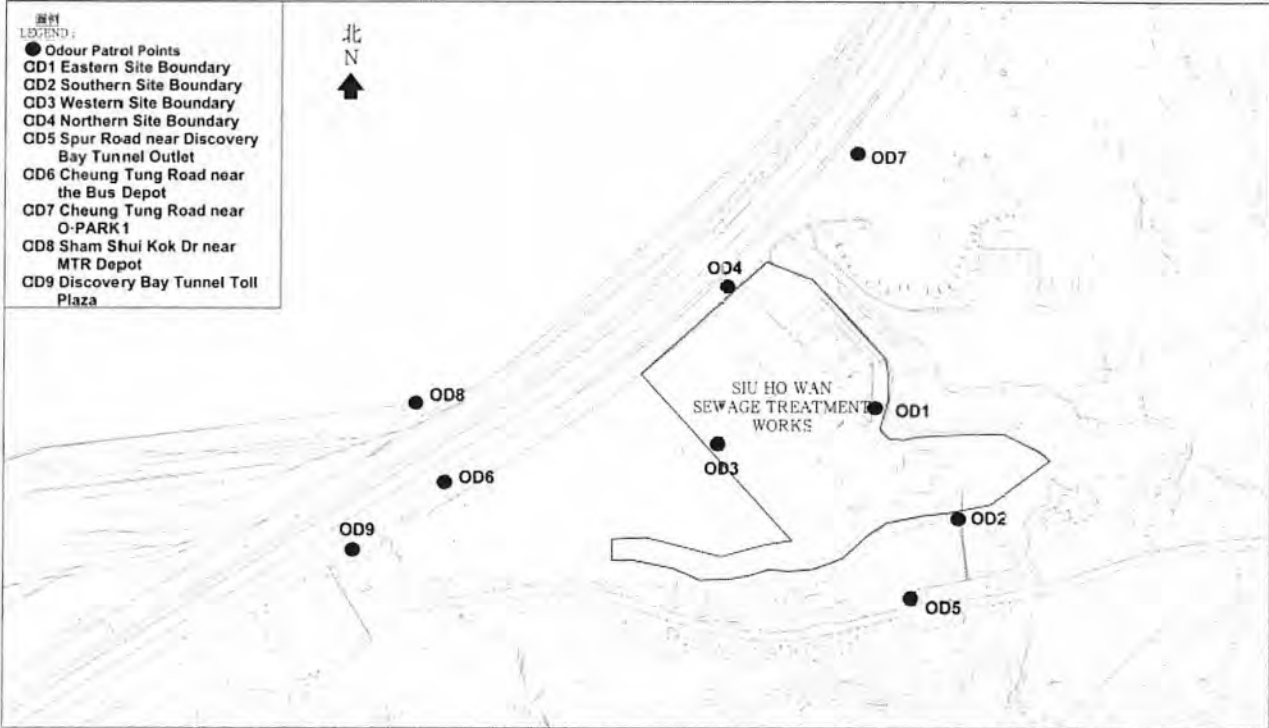 圖例
LEGEND:
Odour Patrol Points
OD1 Eastern Site Boundary
OD2 Southern Site Boundary
OD3 Western Site Boundary
OD4 Northern Site Boundary
OD5 Spur Road near Discovery
Bay Tunnel Outlet
OD6 Cheung Tung Road near
the Bus Depot
OD7 Cheung Tung Road near
O-PARK1
OD8 Sham Shui Kok Dr near
MTR Depot
OD9 Discovery Bay Tunnel Toll
Plaza
北
N
OD7
OD4
SIU HO WAN
SEWAGE TREATMENT
WORKS
OD8
OD1
OD3
OD6
OD2
OD9
OD5